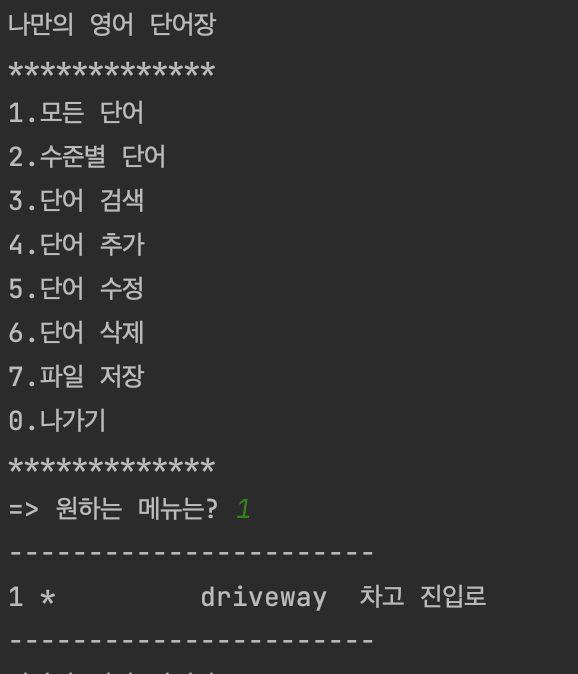 나만의 영어 단어장
*************
1.모든 단어
2.수준별 단어
3.단어 검색
4.단어 추가
5.단어 수정
6.단어 삭제
7.파일 저장
0.나가기
*************
=> 원하는 메뉴는? 1
-----------------------
1 *         driveway  차고 진입로
-----------------------